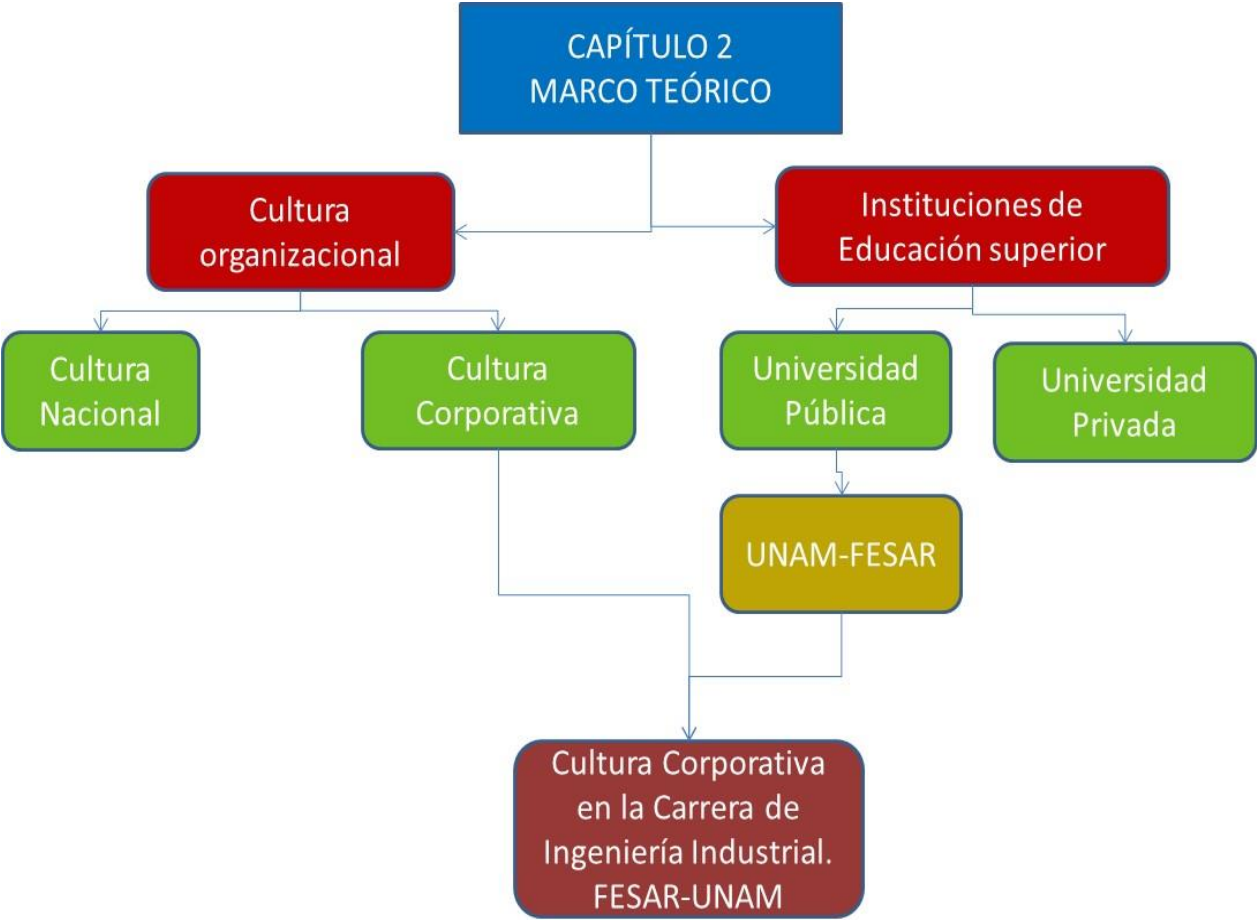 CAPÍTULO 2
MARCO TEÓRICO
Cultura
organizacional
Instituciones de
Educación superior
Cultura
Nacional
Cultura
Corporativa
Universidad
Pública
Universidad
Privada
UNAM-FESAR
Cultura Corporativa
en la Carrera de
Ingeniería Industrial.
FESAR-UNAM